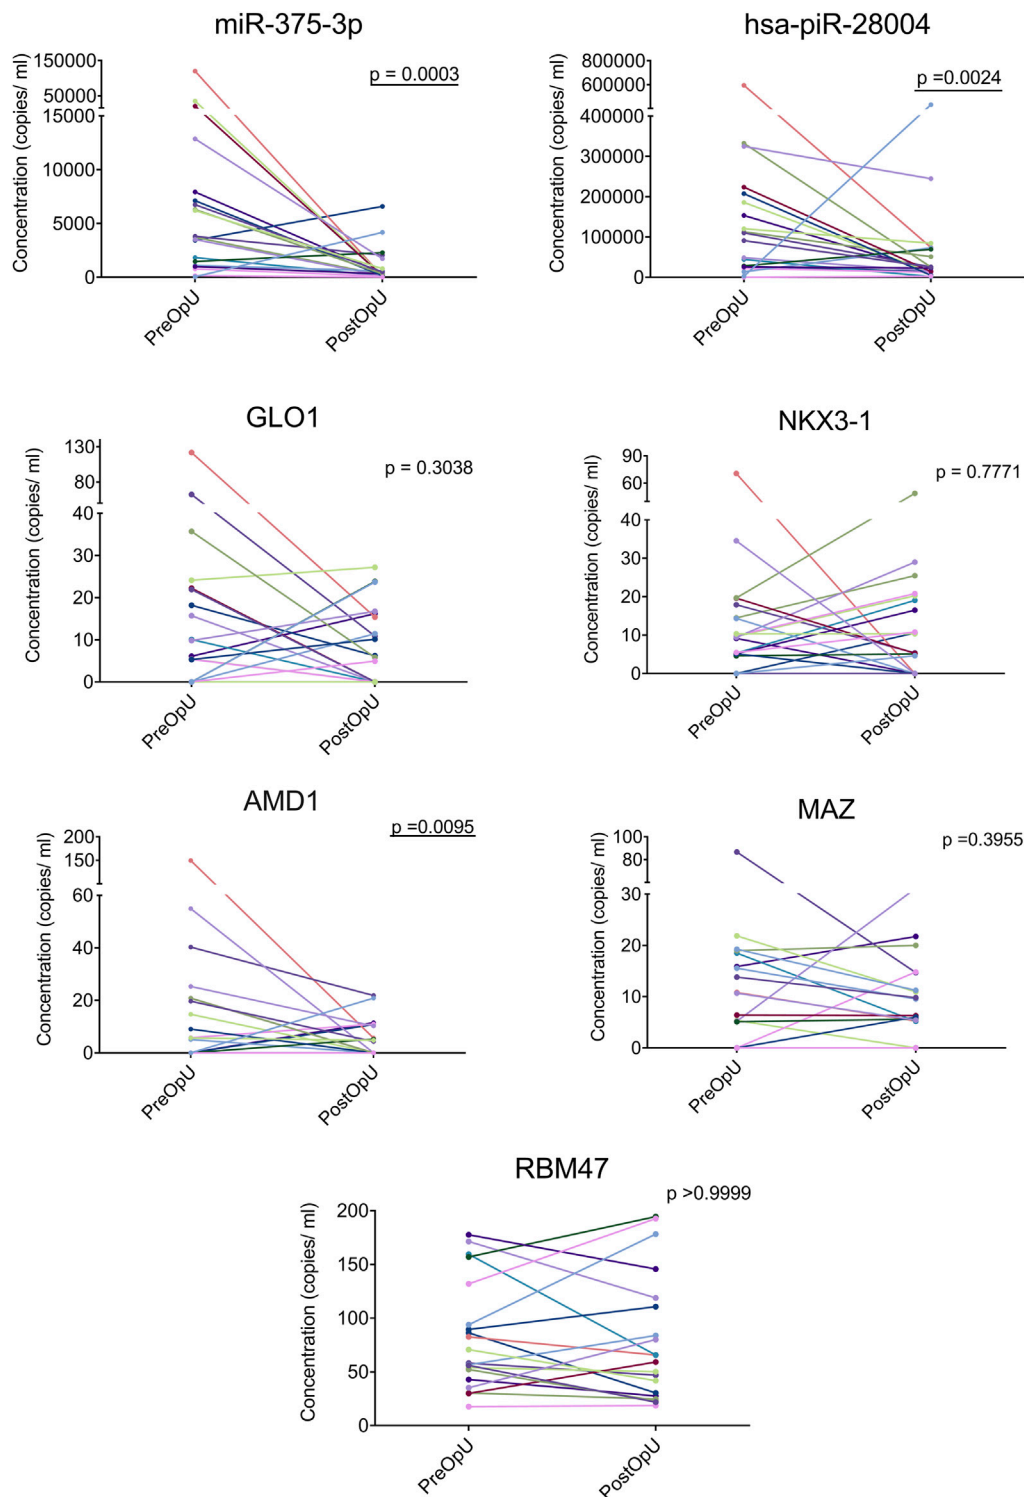 miR-375-3p
Concentration (copies/ ml)
150000
50000
15000
10000
5000
0
p = 0.0003
PreOpU
PostOpU
hsa-piR-28004
Concentration (copies/ ml)
800000
600000
400000
300000
200000
100000
0
p =0.0024
PreOpU
PostOpU
GLO1
Concentration (copies/ ml)
130
80
40
30
20
10
0
p = 0.3038
PreOpU
PostOpU
NKX3-1
Concentration (copies/ ml)
90
60
40
30
20
10
0
p = 0.7771
PreOpU
PostOpU
AMD1
Concentration (copies/ ml)
200
150
60
40
20
0
p =0.0095
PreOpU
PostOpU
MAZ
Concentration (copies/ ml)
100
80
30
20
10
0
p =0.3955
PreOpU
PostOpU
RBM47
Concentration (copies/ ml)
200
150
100
50
0
p >0.9999
PreOpU
PostOpU